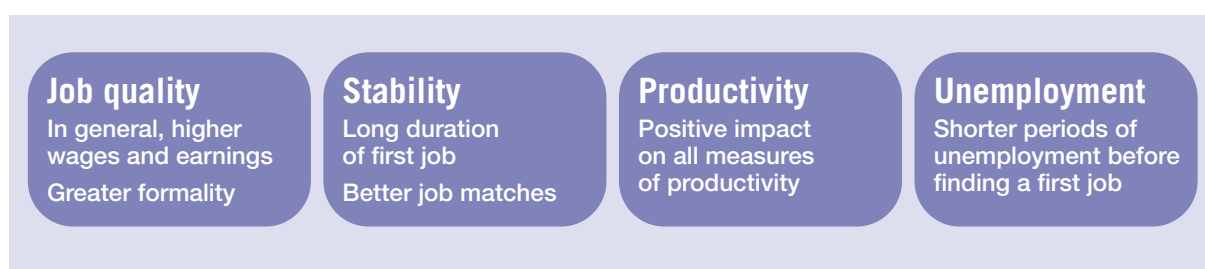 Job quality
In general, higher
wages and earnings
Greater formality
Stability
Long duration
of first job
Better job matches
Productivity
Positive impact
on all measures
of productivity
Unemployment
Shorter periods of
unemployment before
finding a first job